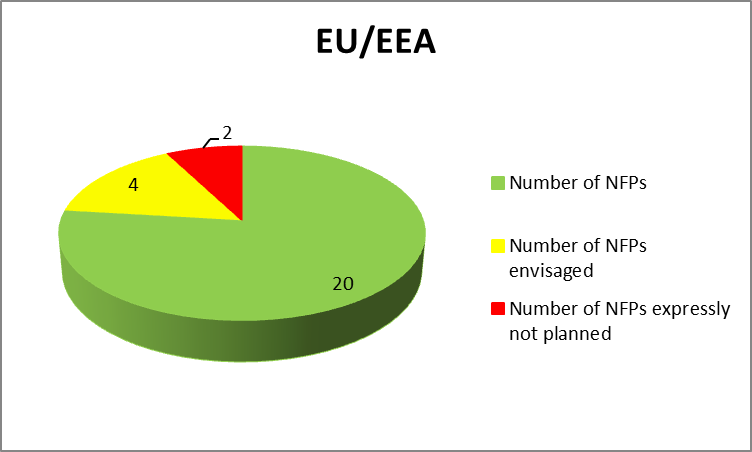 EU/EEA
2
4
20
Number of NFPs
Number of NFPs
envisaged
Number of NFPs expressly
not planned